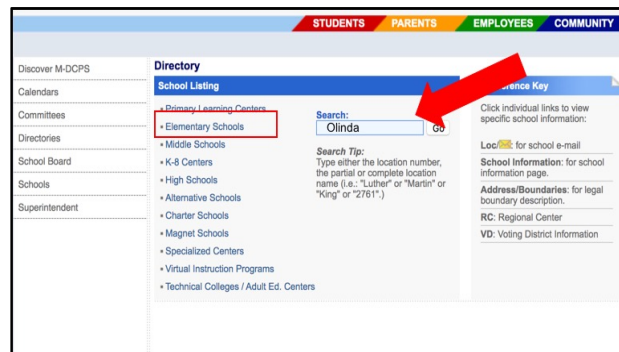 STUDENTS PARENTS EMPLOYEES COMMUNITY
Discover M-DCPS
Calendars
Committees
Directories
School Board
Schools
Superintendent
Directory
School Listing
▪ Primary Learning Centers
▪ Elementary Schools
▪ Middle Schools
▪ K-8 Centers
▪ High Schools
▪ Alternative Schools
▪ Charter Schools
▪ Magnet Schools
▪ Specialized Centers
▪ Virtual Instruction Programs
▪ Technical Colleges / Adult Ed. Centers
Search:
Olinda
Search Tip:
Type either the location number,
the partial or complete location
name (i.e.: "Luther" or "Martin" or
"King" or "2761".)
Key
Click individual links to view
specific school information:
Loc/ : for school e-mail
School Information: for school
information page.
Address/Boundaries: for legal
boundary description.
RC: Regional Center
VD: Voting District Information